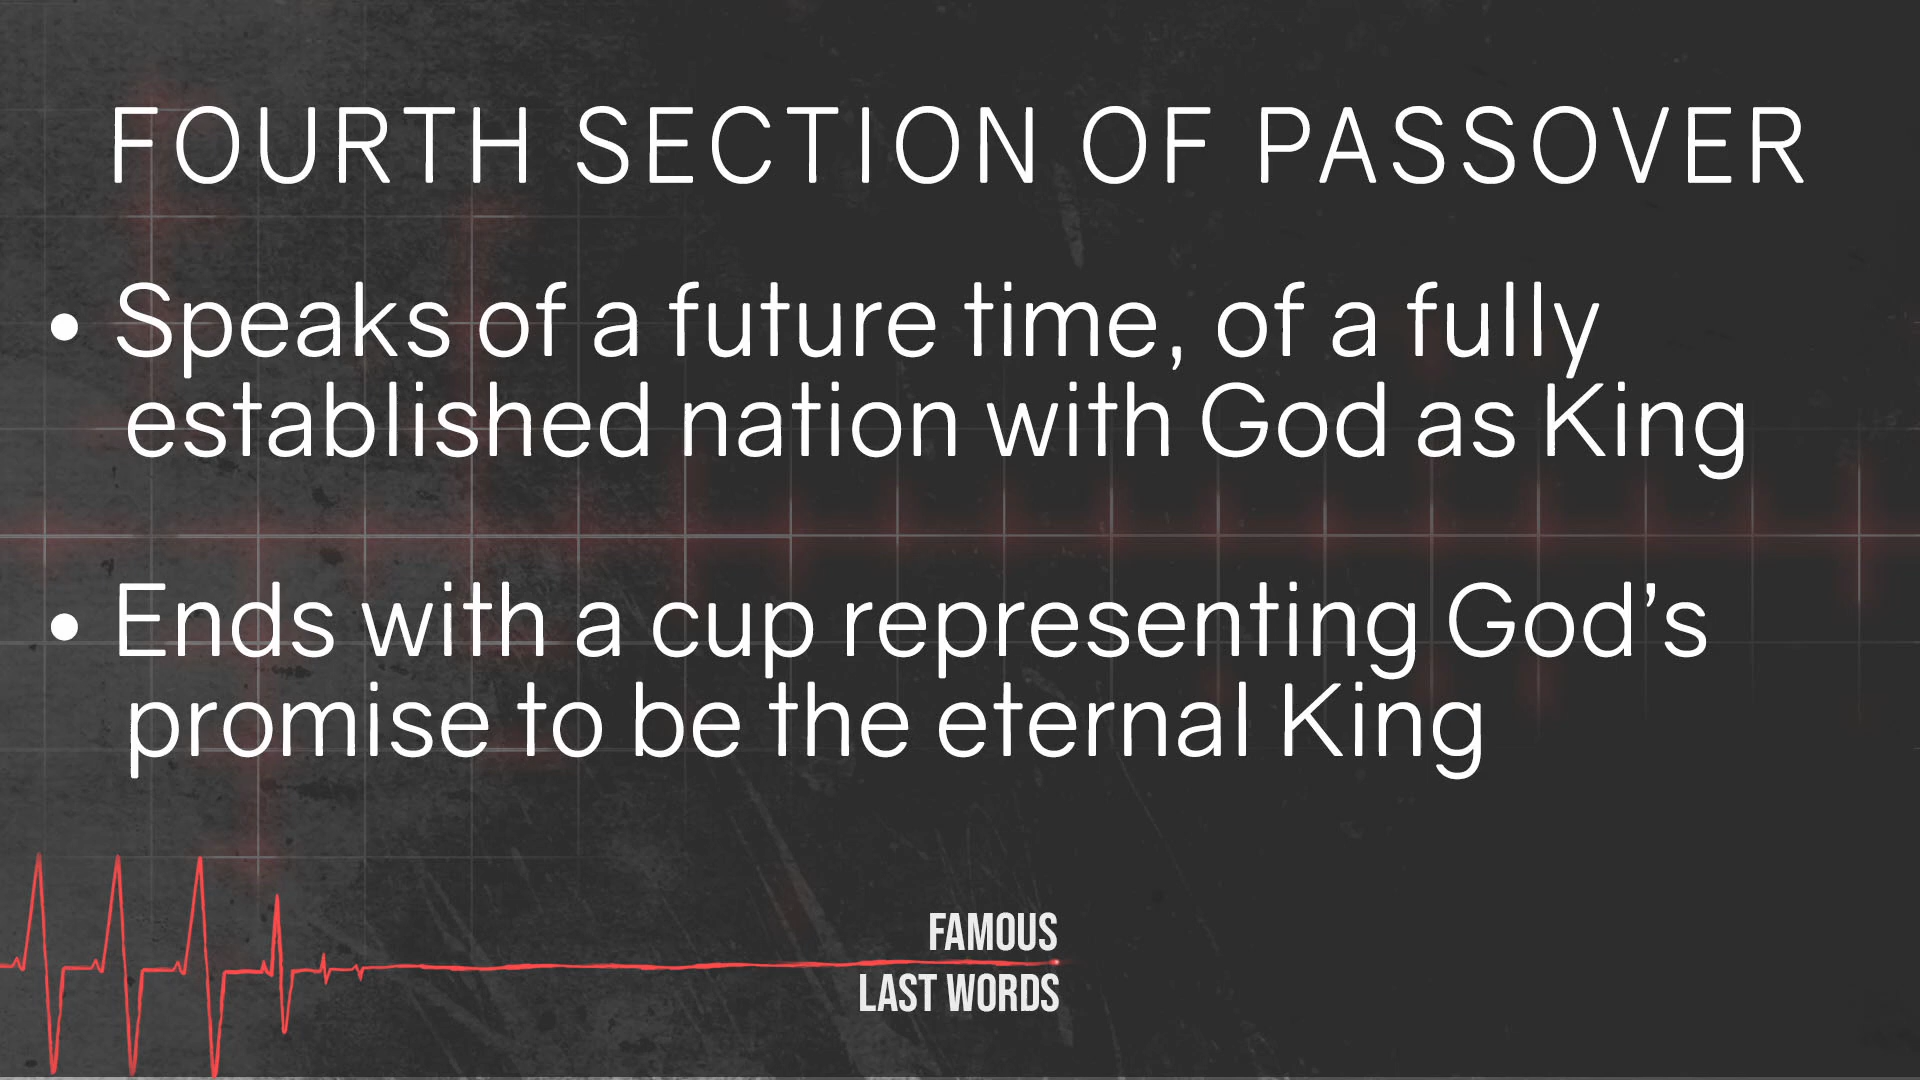 FOURTH SECTION OF PASSOVER
• Speaks of a future time, of a fully
established nation with God as King
• Ends with a cup representing God’s
promise to be the eternal King
FAMOUS
LAST WORDS